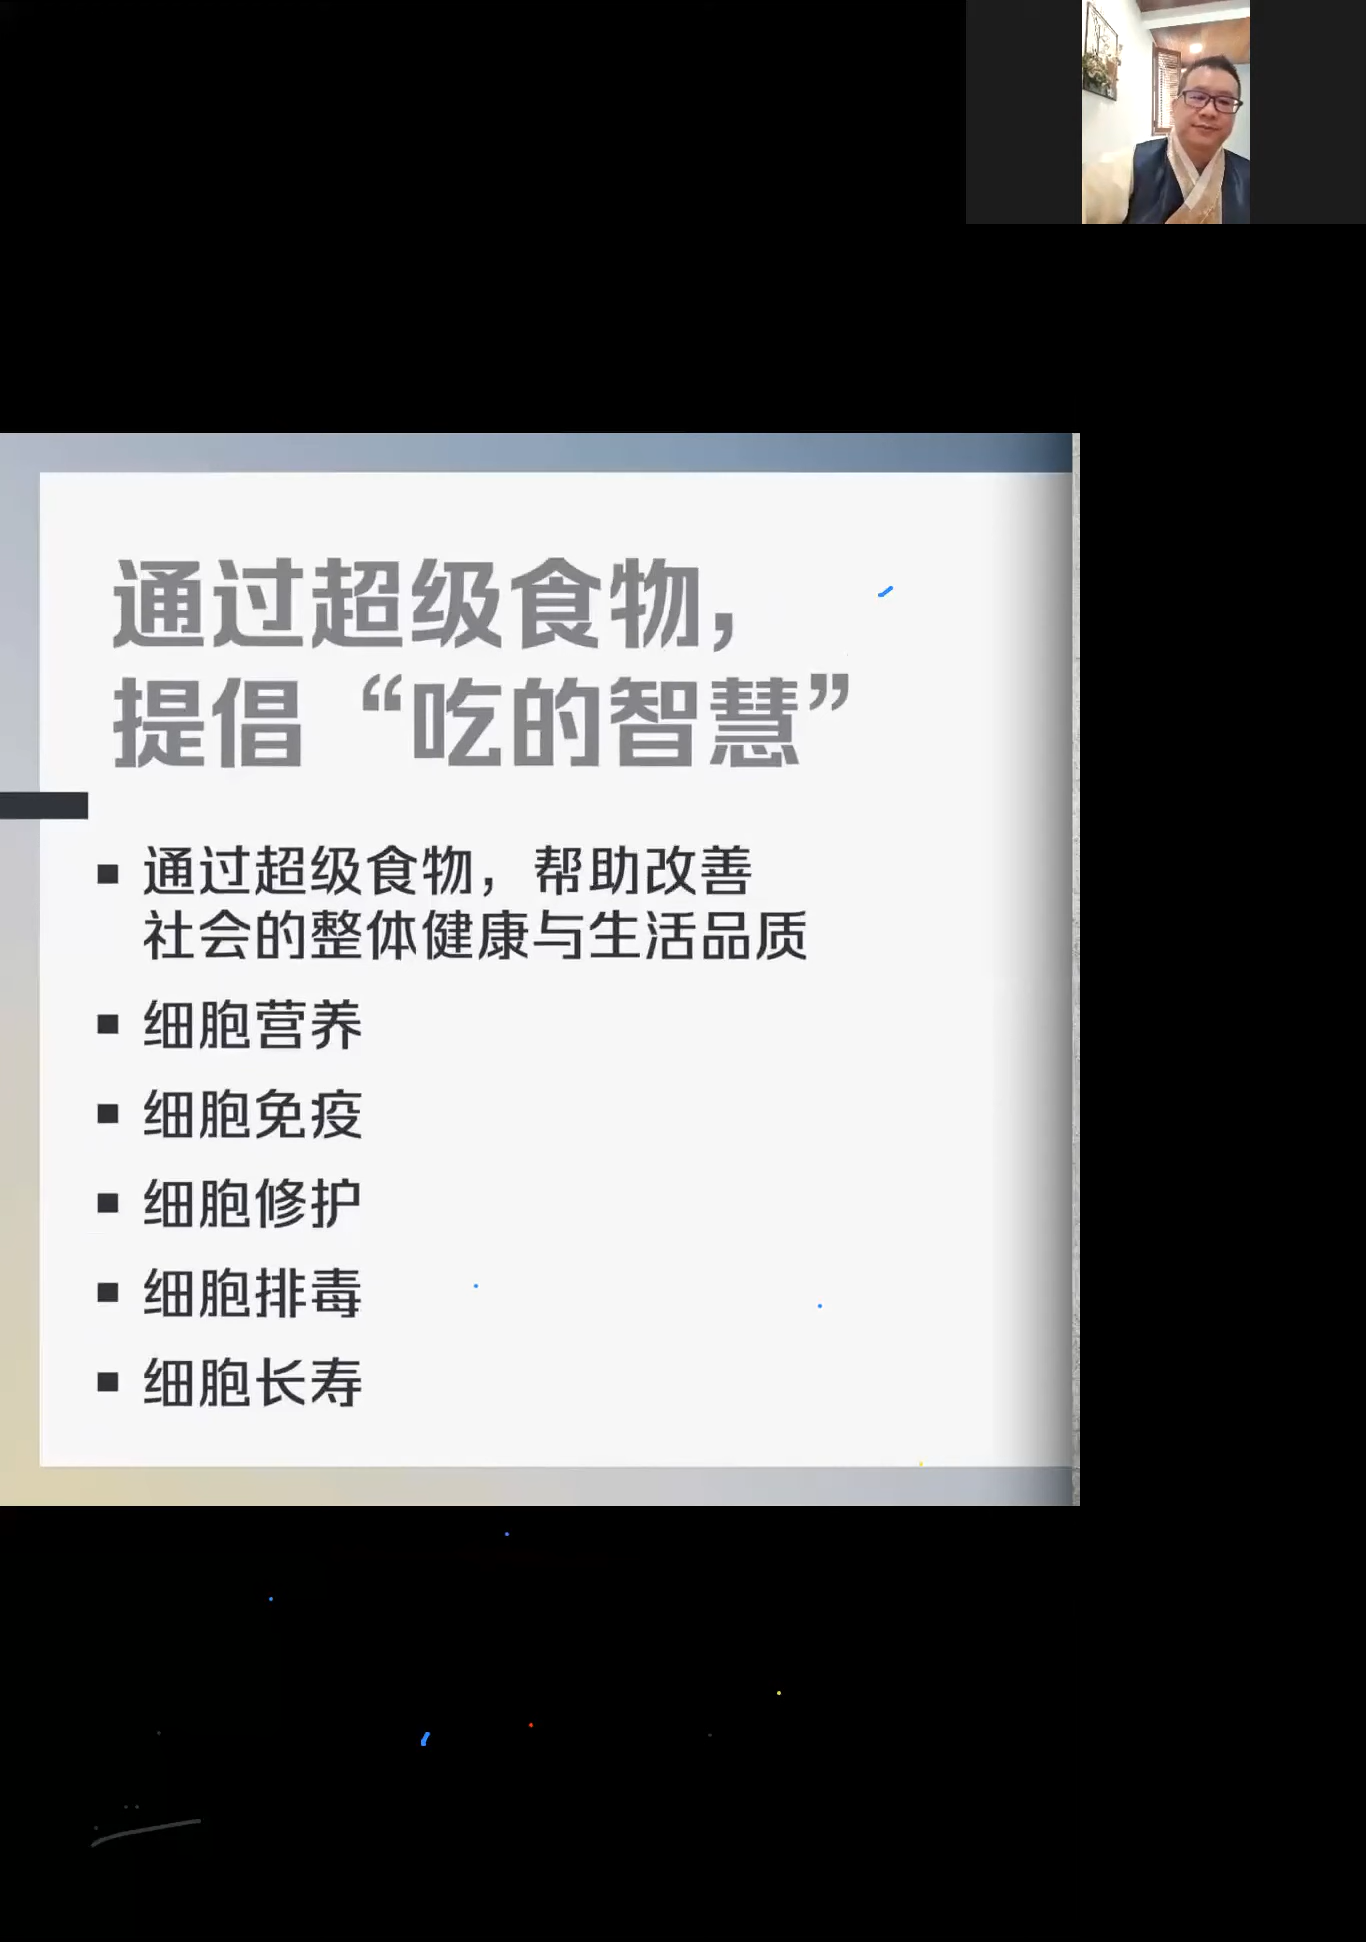 通过超级食物，
提倡“吃的智慧”
通过超级食物，帮助改善
社会的整体健康与生活品质
细胞营养
细胞免疫
细胞修护
细胞排毒
细胞长寿